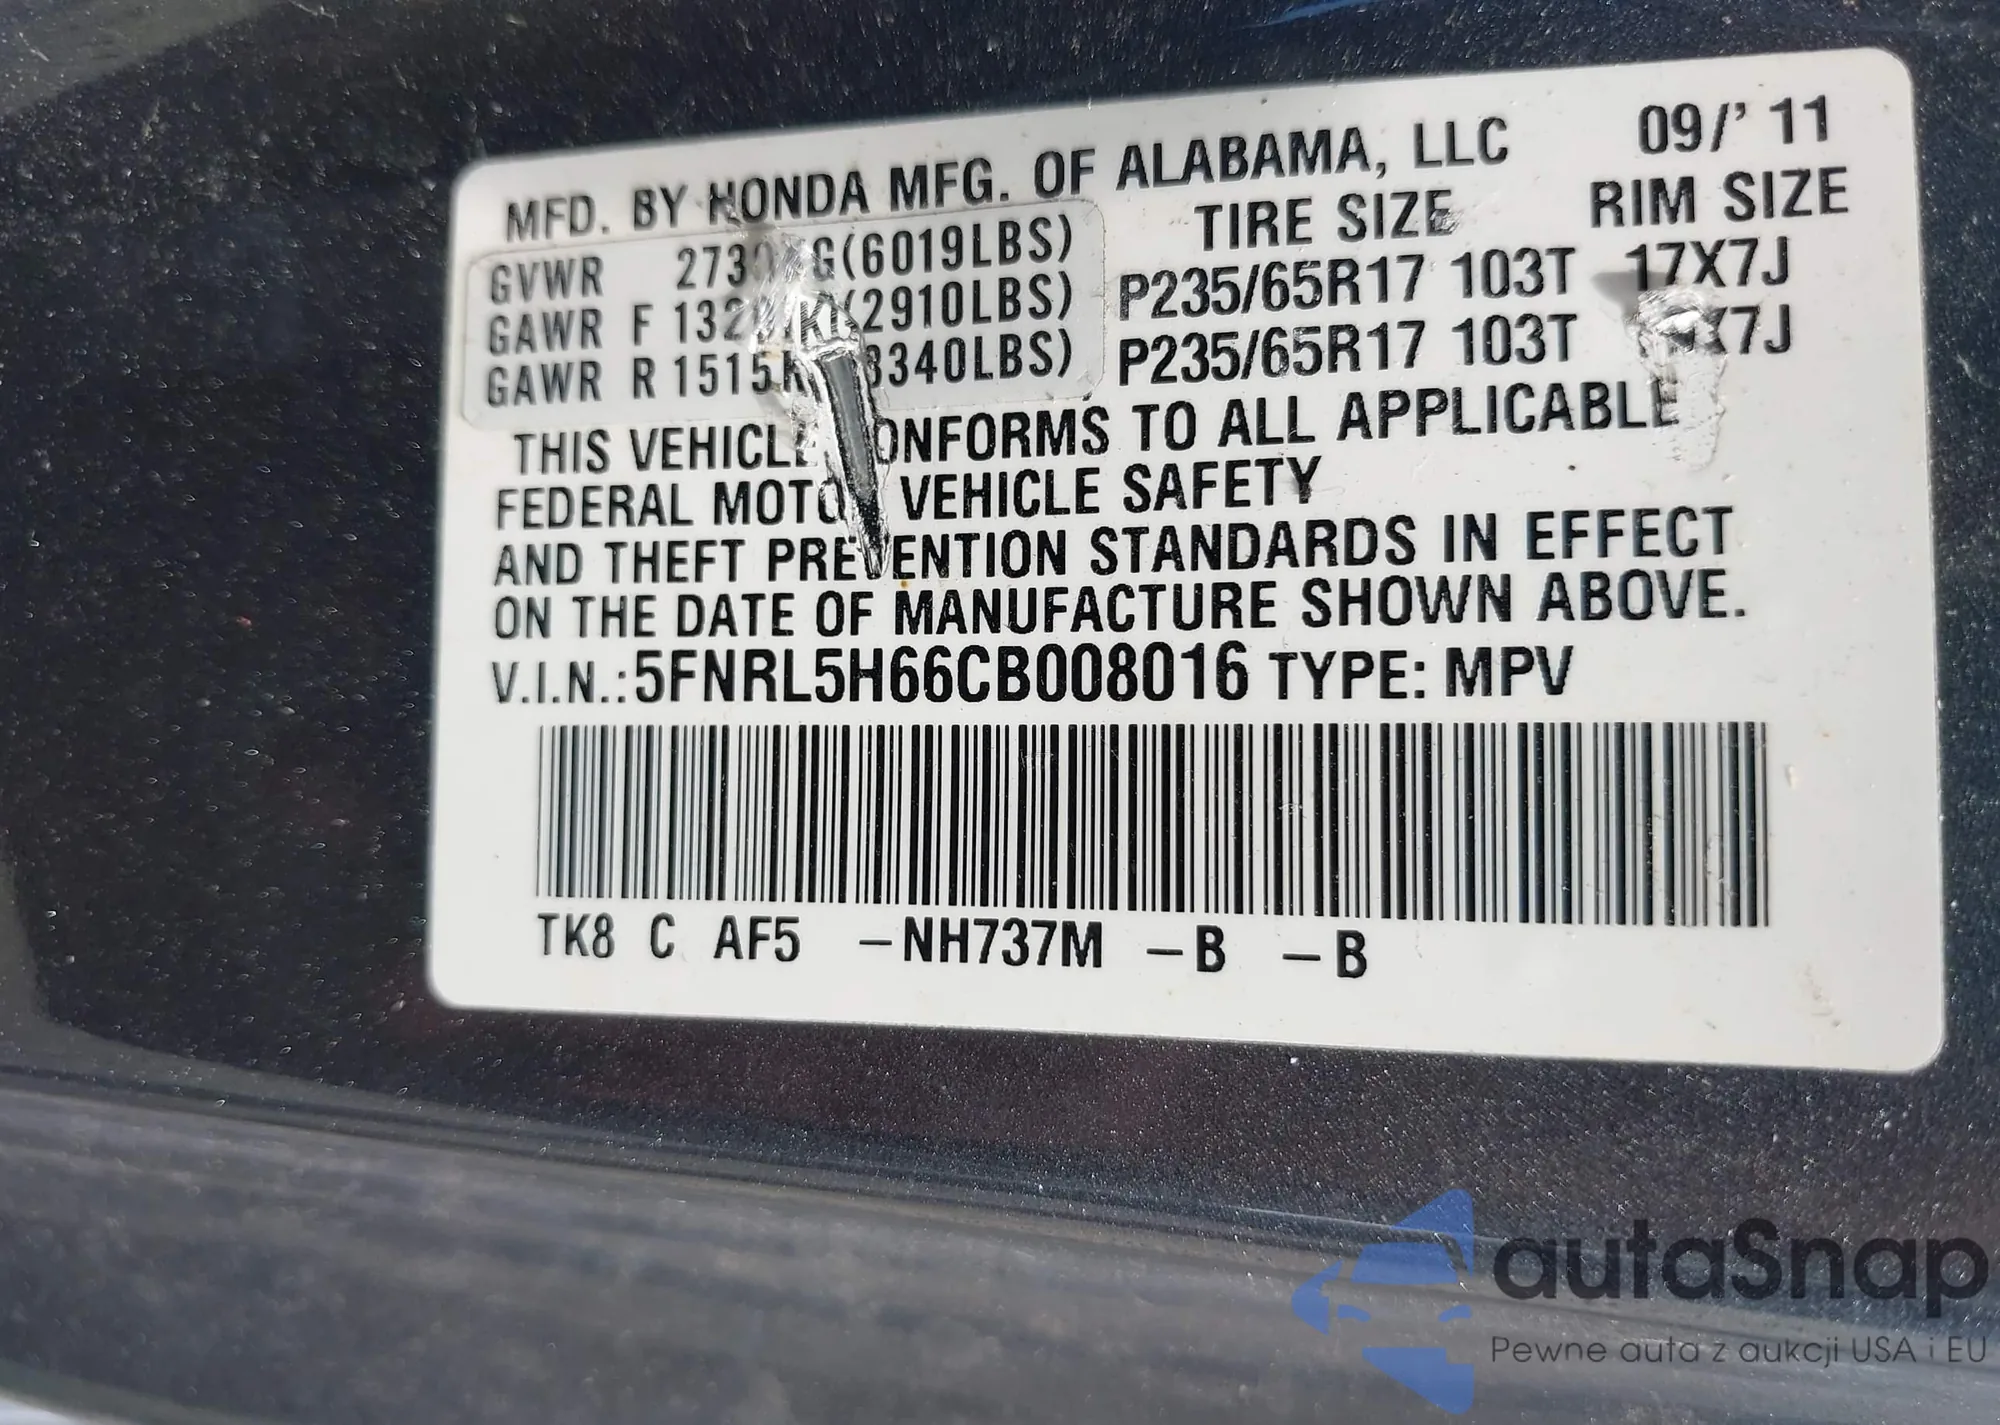 MFD. BY HONDA MFG. OF ALABAMA, LLC 09/' 11
TIRE SIZE RIM SIZE
GVWR (6019LBS) P235/65R17 103T 17X7J
GAWR F (2910LBS) P235/65R17 103T
GAWR R
THIS VEHICLE CONFORMS TO ALL APPLICABLE
FEDERAL MOTOR VEHICLE SAFETY
AND THEFT PREVENTION STANDARDS IN EFFECT
ON THE DATE OF MANUFACTURE SHOWN ABOVE.
V.I.N.:5FNRL5H66CB008016 TYPE: MPV
TK8 C AF5 -NH737M -B -B
autaSnap
Pewne auta z aukcji USA i EU